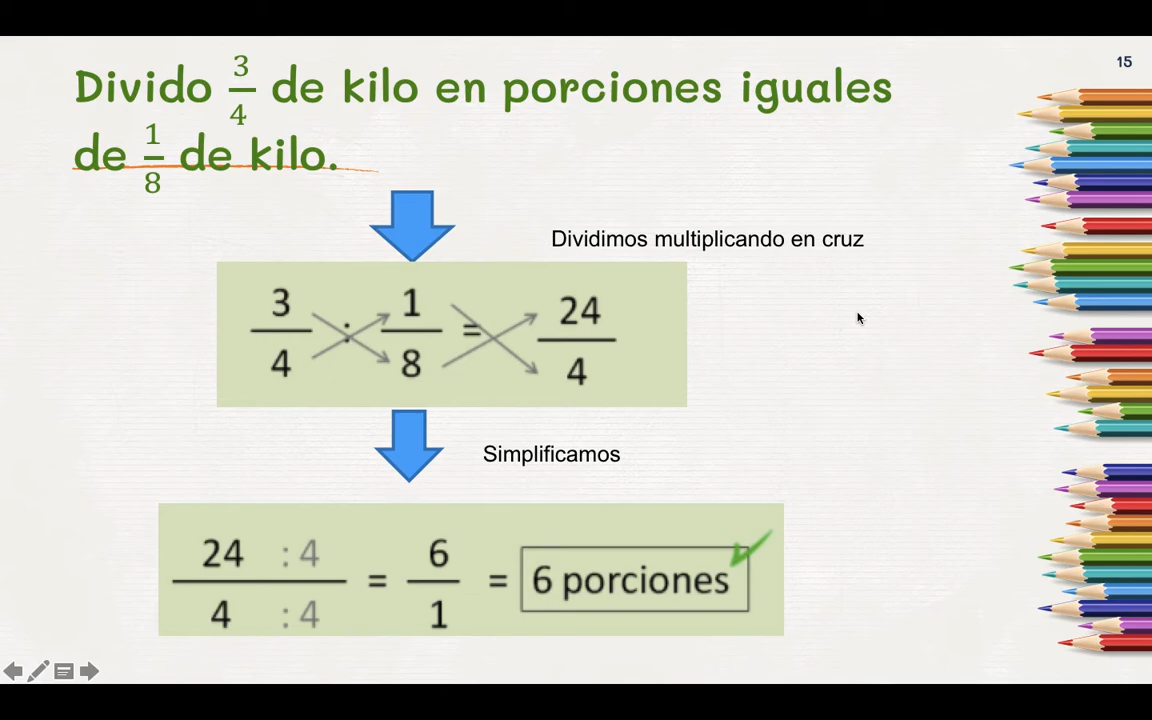 15
Divido 3/4 de kilo en porciones iguales
de 1/8 de kilo.
Dividimos multiplicando en cruz
3/4 : 1/8 = 24/4
Simplificamos
24 : 4 / 4 : 4 = 6/1 = 6 porciones